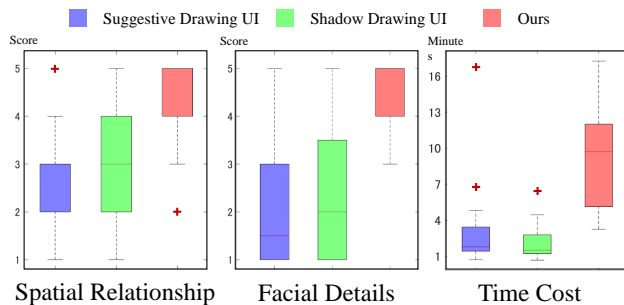 Suggestive Drawing UI Shadow Drawing UI Ours
Score Score Minute
s
5 5 16
4 4 13
3 3 10
2 2 7
1 1 4
1
Spatial Relationship Facial Details Time Cost